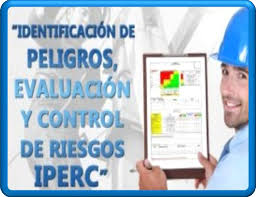 "IDENTIFICACIÓN DE
PELIGROS,
EVALUACIÓN
Y CONTROL
DE RIESGOS
IPERC"